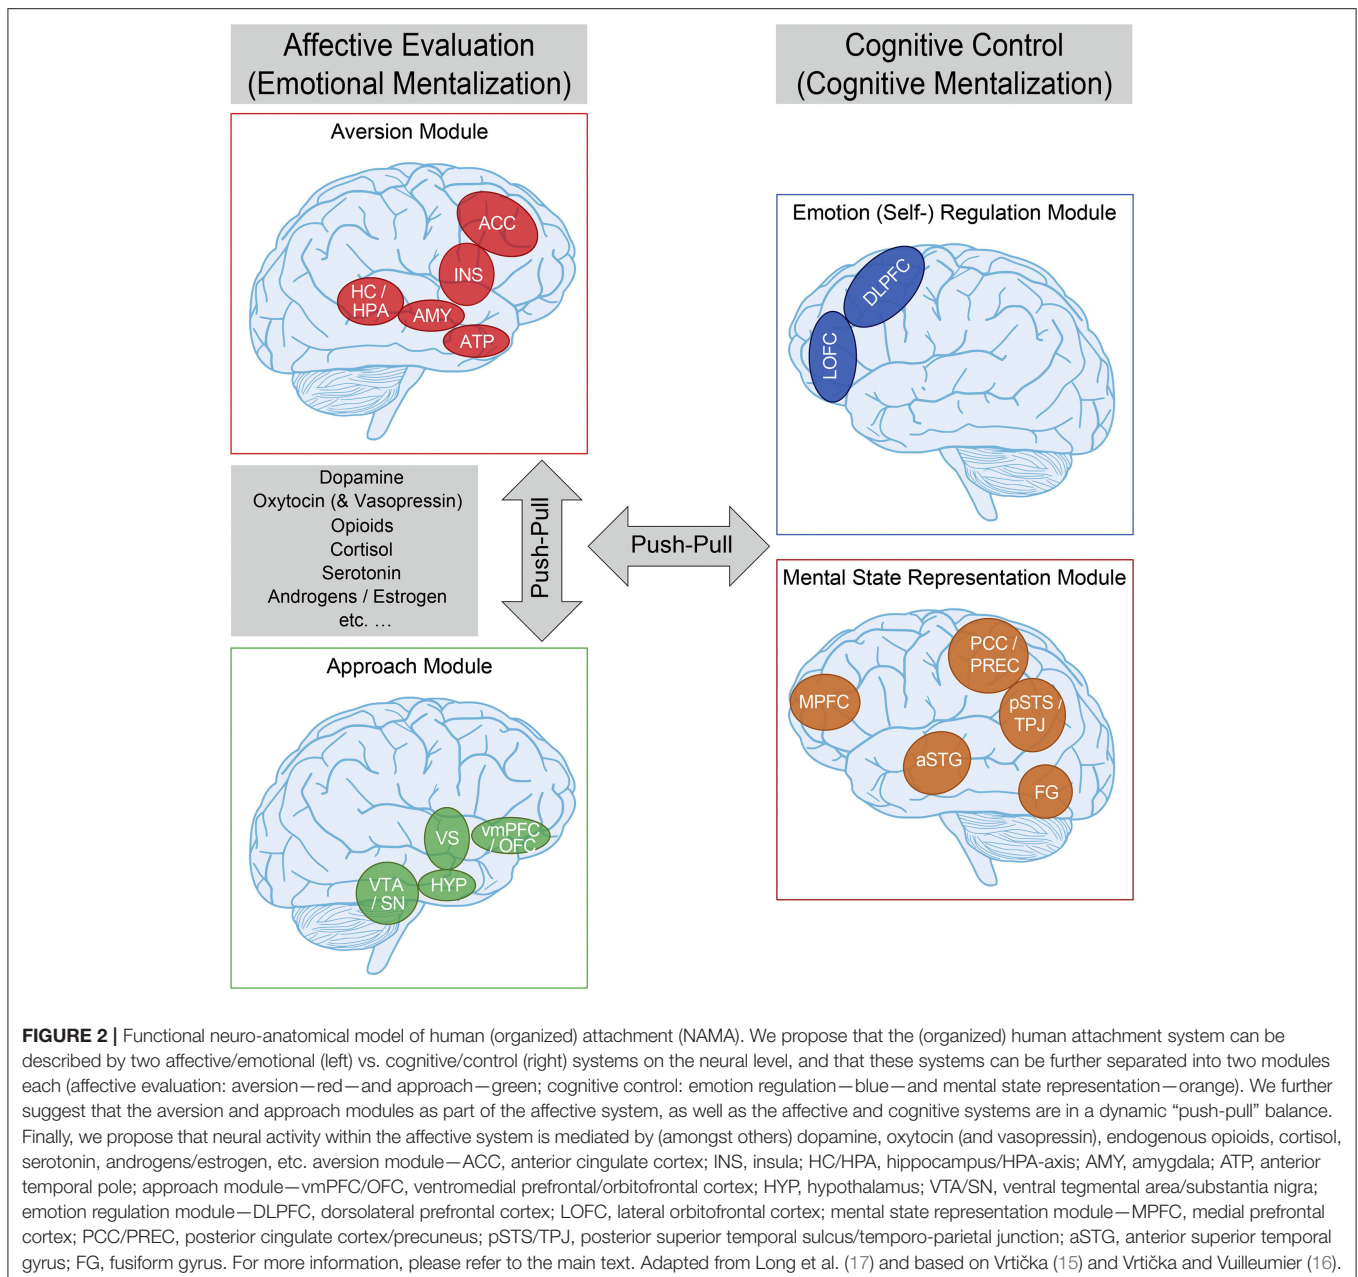 Affective Evaluation
(Emotional Mentalization)
Aversion Module
ACC
INS
HC /
HPA
AMY
ATP
Dopamine
Oxytocin (& Vasopressin)
Opioids
Cortisol
Serotonin
Androgens / Estrogen
etc. …
Push-Pull
Push-Pull
Approach Module
VS
vmPFC
/ OFC
VTA
/ SN
HYP
Cognitive Control
(Cognitive Mentalization)
Emotion (Self-) Regulation Module
DLPFC
LOFC
Mental State Representation Module
PCC /
PREC
MPFC
pSTS /
TPJ
aSTG
FG
FIGURE 2 | Functional neuro-anatomical model of human (organized) attachment (NAMA). We propose that the (organized) human attachment system can be
described by two affective/emotional (left) vs. cognitive/control (right) systems on the neural level, and that these systems can be further separated into two modules
each (affective evaluation: aversion—red—and approach—green; cognitive control: emotion regulation—blue—and mental state representation—orange). We further
suggest that the aversion and approach modules as part of the affective system, as well as the affective and cognitive systems are in a dynamic “push-pull” balance.
Finally, we propose that neural activity within the affective system is mediated by (amongst others) dopamine, oxytocin (and vasopressin), endogenous opioids, cortisol,
serotonin, androgens/estrogen, etc. aversion module—ACC, anterior cingulate cortex; INS, insula; HC/HPA, hippocampus/HPA-axis; AMY, amygdala; ATP, anterior
temporal pole; approach module—vmPFC/OFC, ventromedial prefrontal/orbitofrontal cortex; HYP, hypothalamus; VTA/SN, ventral tegmental area/substantia nigra;
emotion regulation module—DLPFC, dorsolateral prefrontal cortex; LOFC, lateral orbitofrontal cortex; mental state representation module—MPFC, medial prefrontal
cortex; PCC/PREC, posterior cingulate cortex/precuneus; pSTS/TPJ, posterior superior temporal sulcus/temporo-parietal junction; aSTG, anterior superior temporal
gyrus; FG, fusiform gyrus. For more information, please refer to the main text. Adapted from Long et al. (17) and based on Vrtička (15) and Vrtička and Vuilleumier (16).